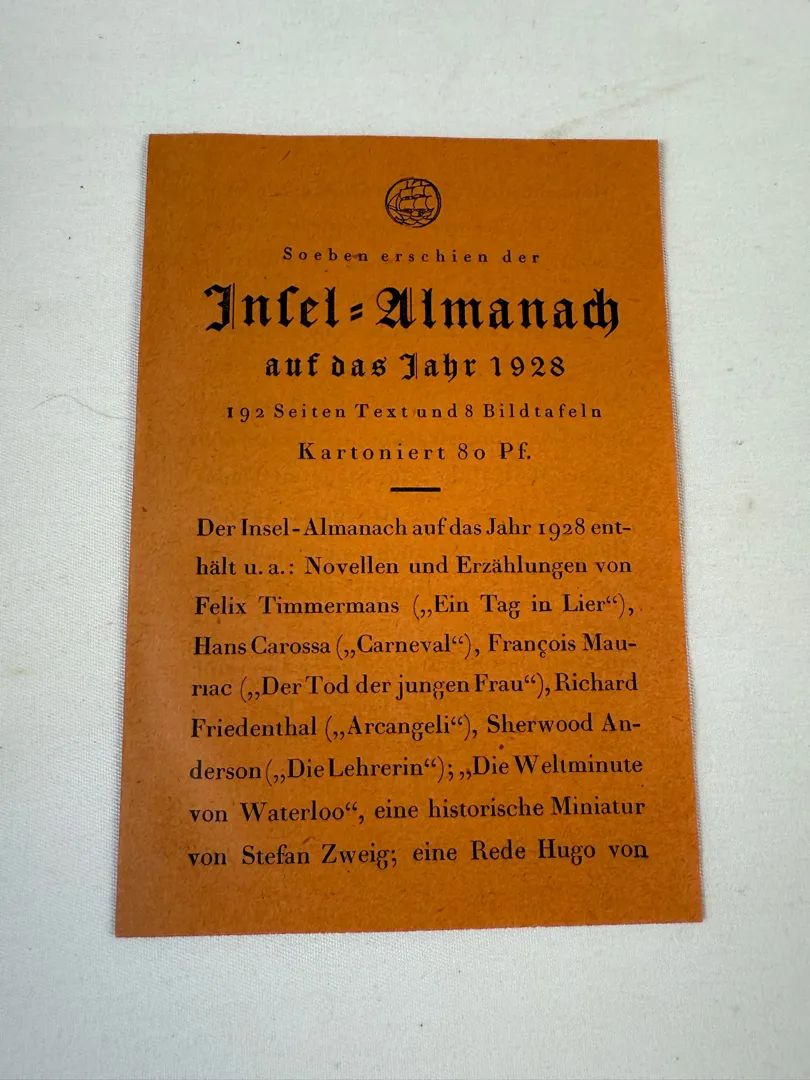 Soeben erschien der
Insel-Almanach
auf das Jahr 1928
192 Seiten Text und 8 Bildtafeln
Kartoniert 80 Pf.
Der Insel-Almanach auf das Jahr 1928 ent-
hält u. a.: Novellen und Erzählungen von
Felix Timmermans („Ein Tag in Lier“),
Hans Carossa („Carneval“), François Mau-
riac („Der Tod der jungen Frau“), Richard
Friedenthal („Arcangeli“), Sherwood An-
derson („Die Lehrerin“); „Die Weltminute
von Waterloo“, eine historische Miniatur
von Stefan Zweig; eine Rede Hugo von